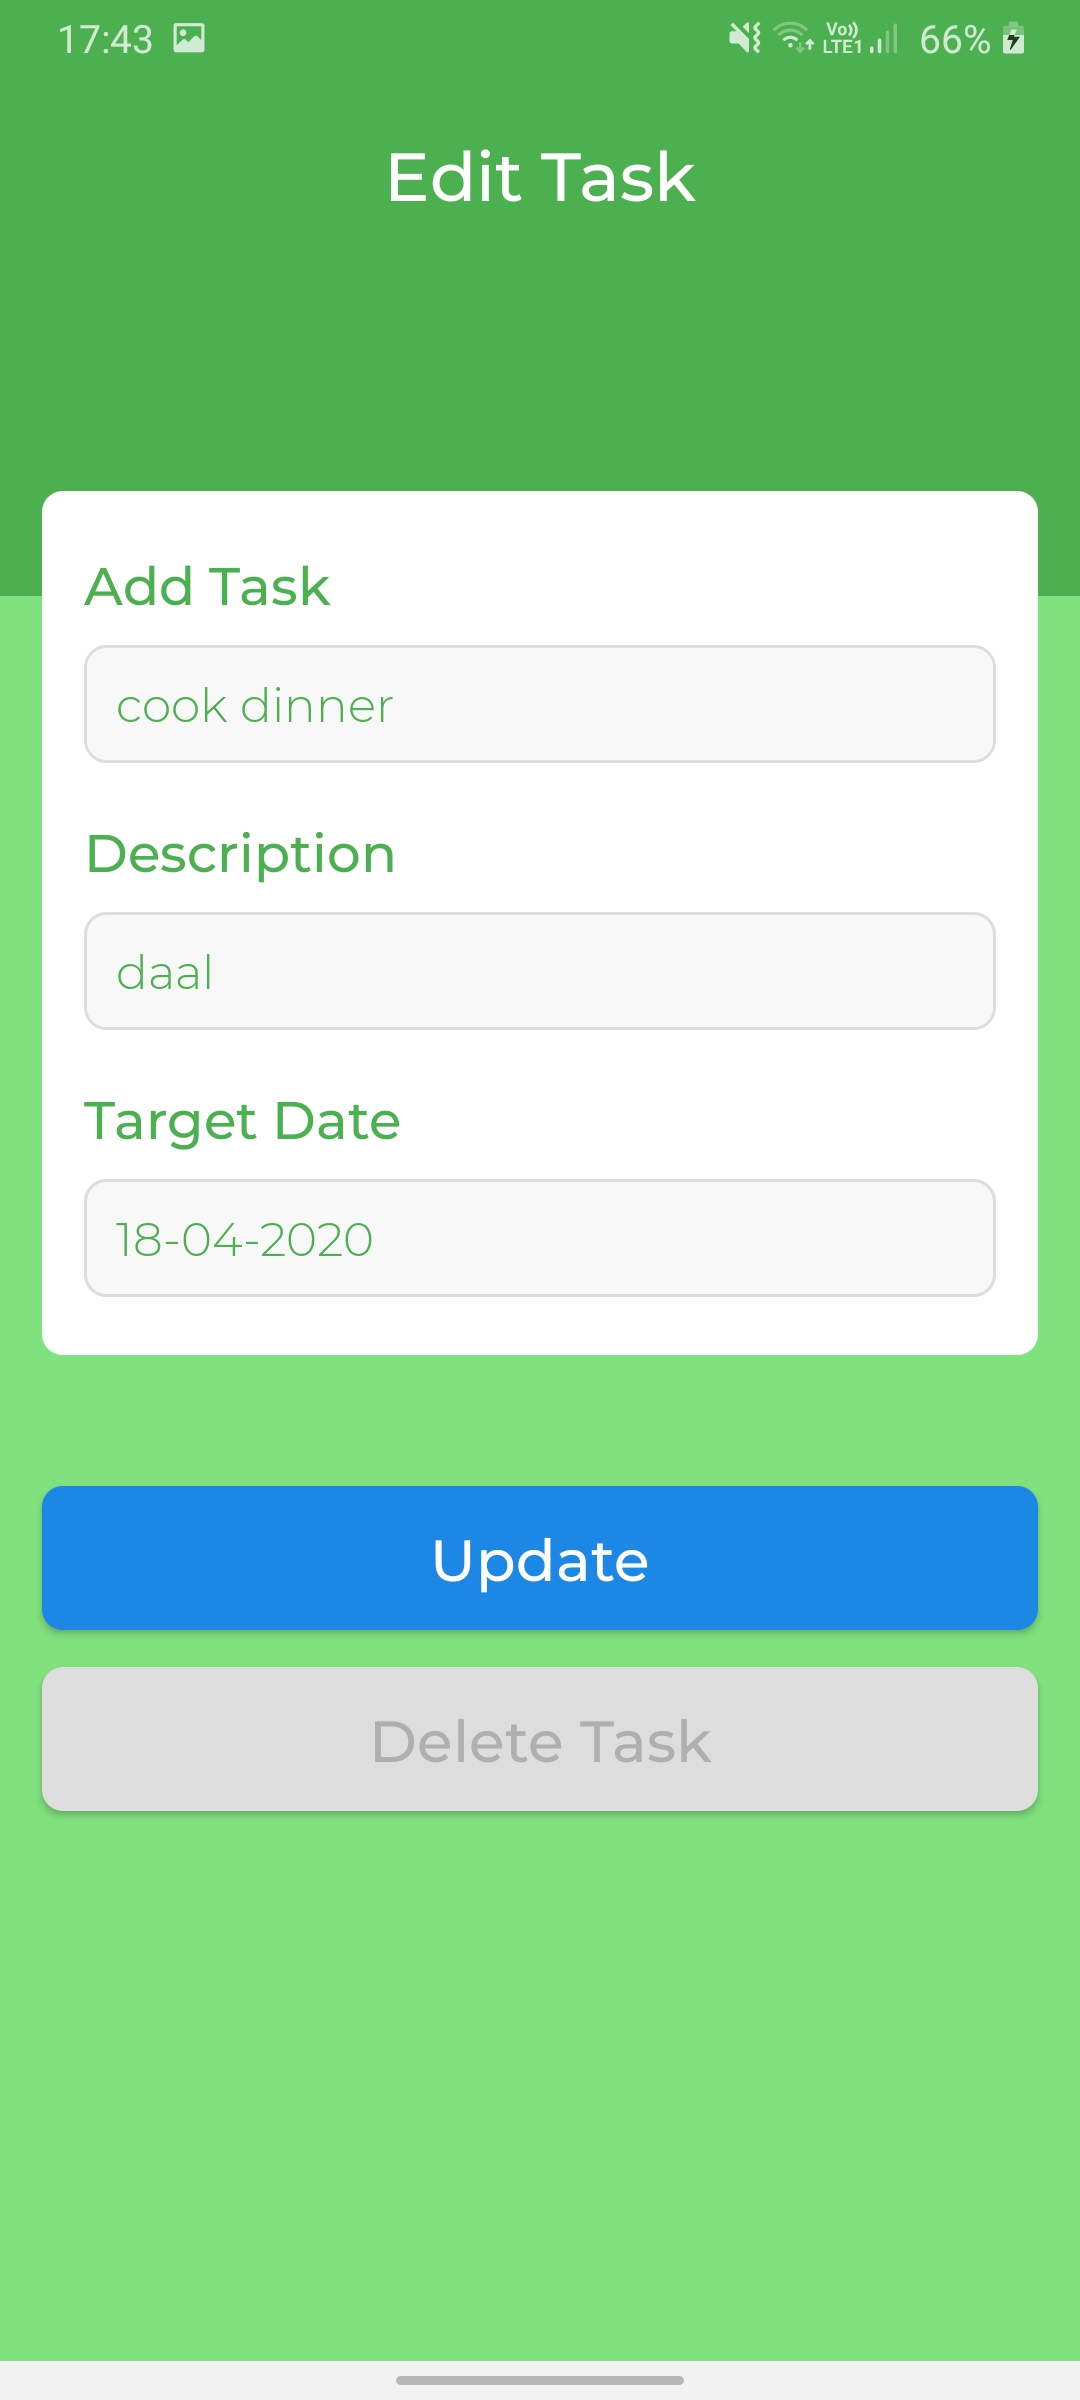 17:43 Vo)) LTE1 66%
Edit Task
Add Task
cook dinner
Description
daal
Target Date
18-04-2020
Update
Delete Task